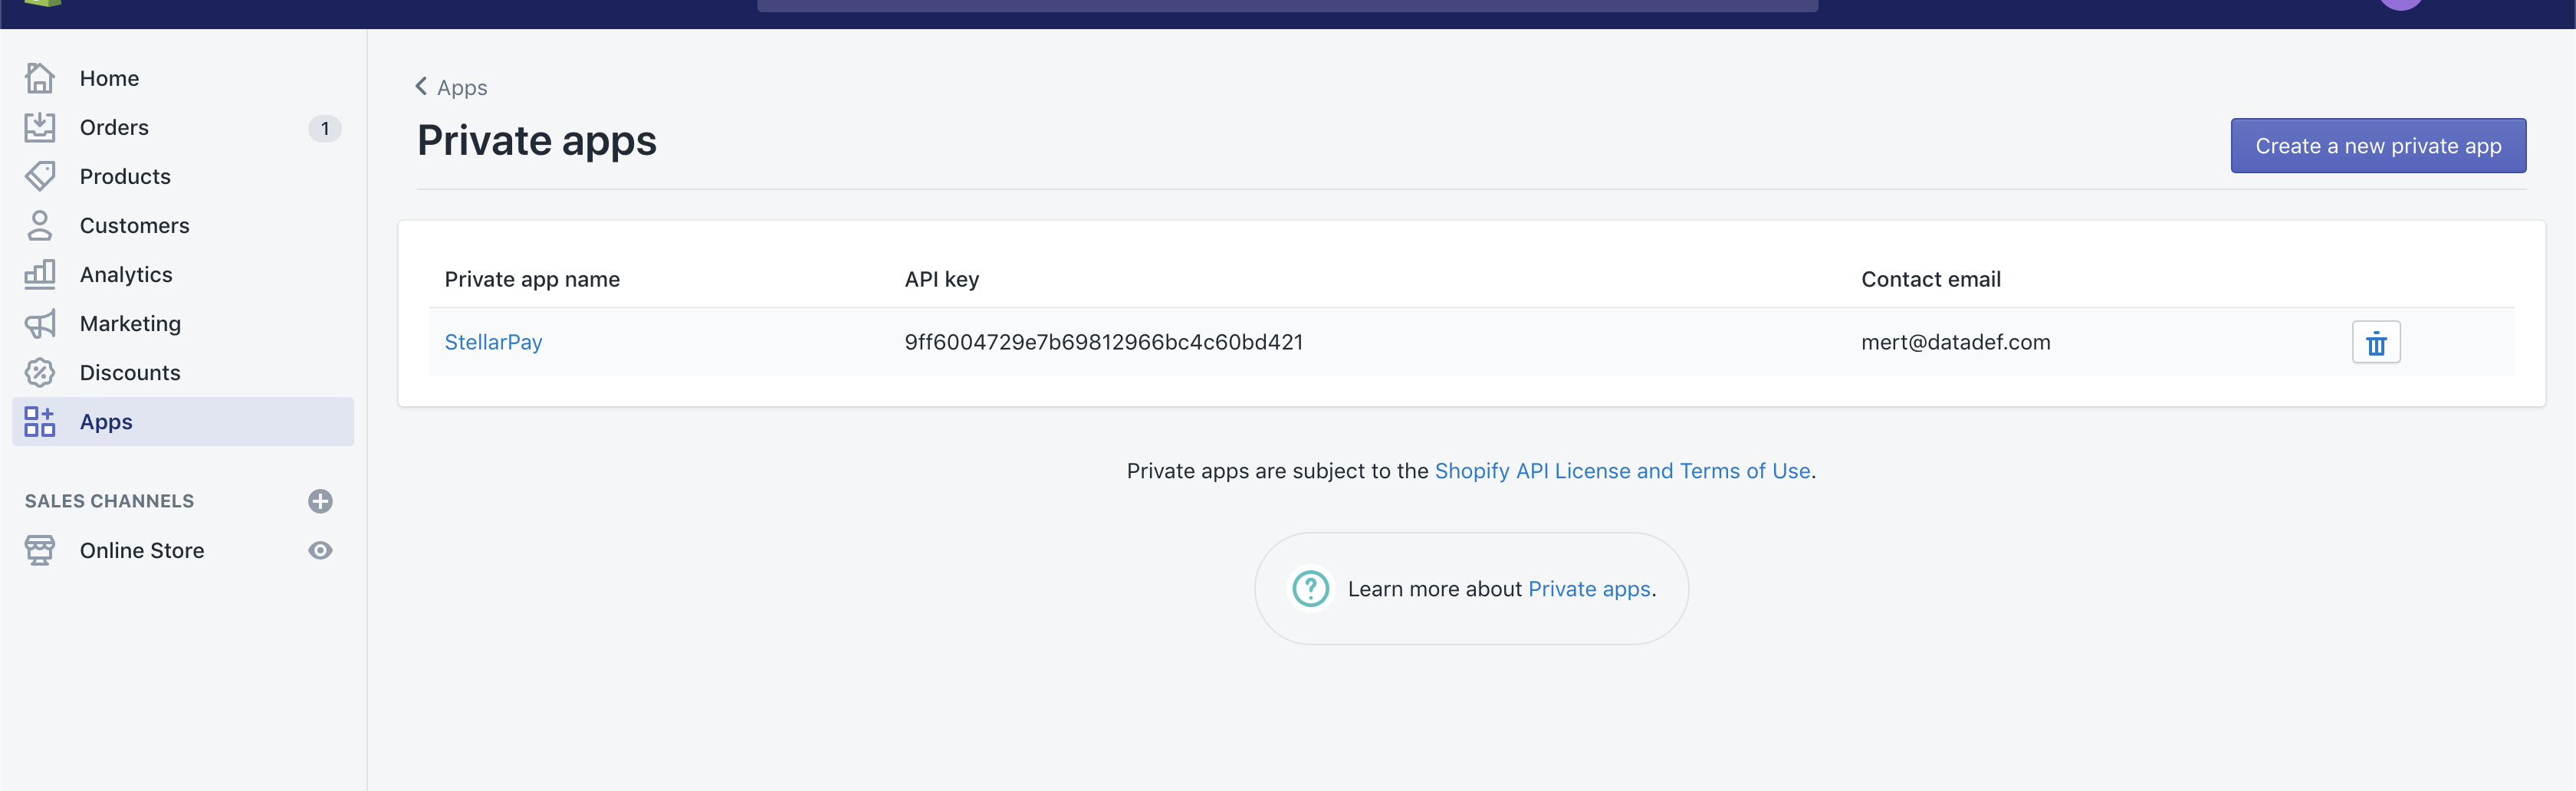 Home
Orders 1
Products
Customers
Analytics
Marketing
Discounts
Apps
SALES CHANNELS
Online Store
Apps
Private apps
Create a new private app
Private app name API key Contact email
StellarPay 9ff6004729e7b69812966bc4c60bd421 mert@datadef.com
Private apps are subject to the Shopify API License and Terms of Use.
Learn more about Private apps.